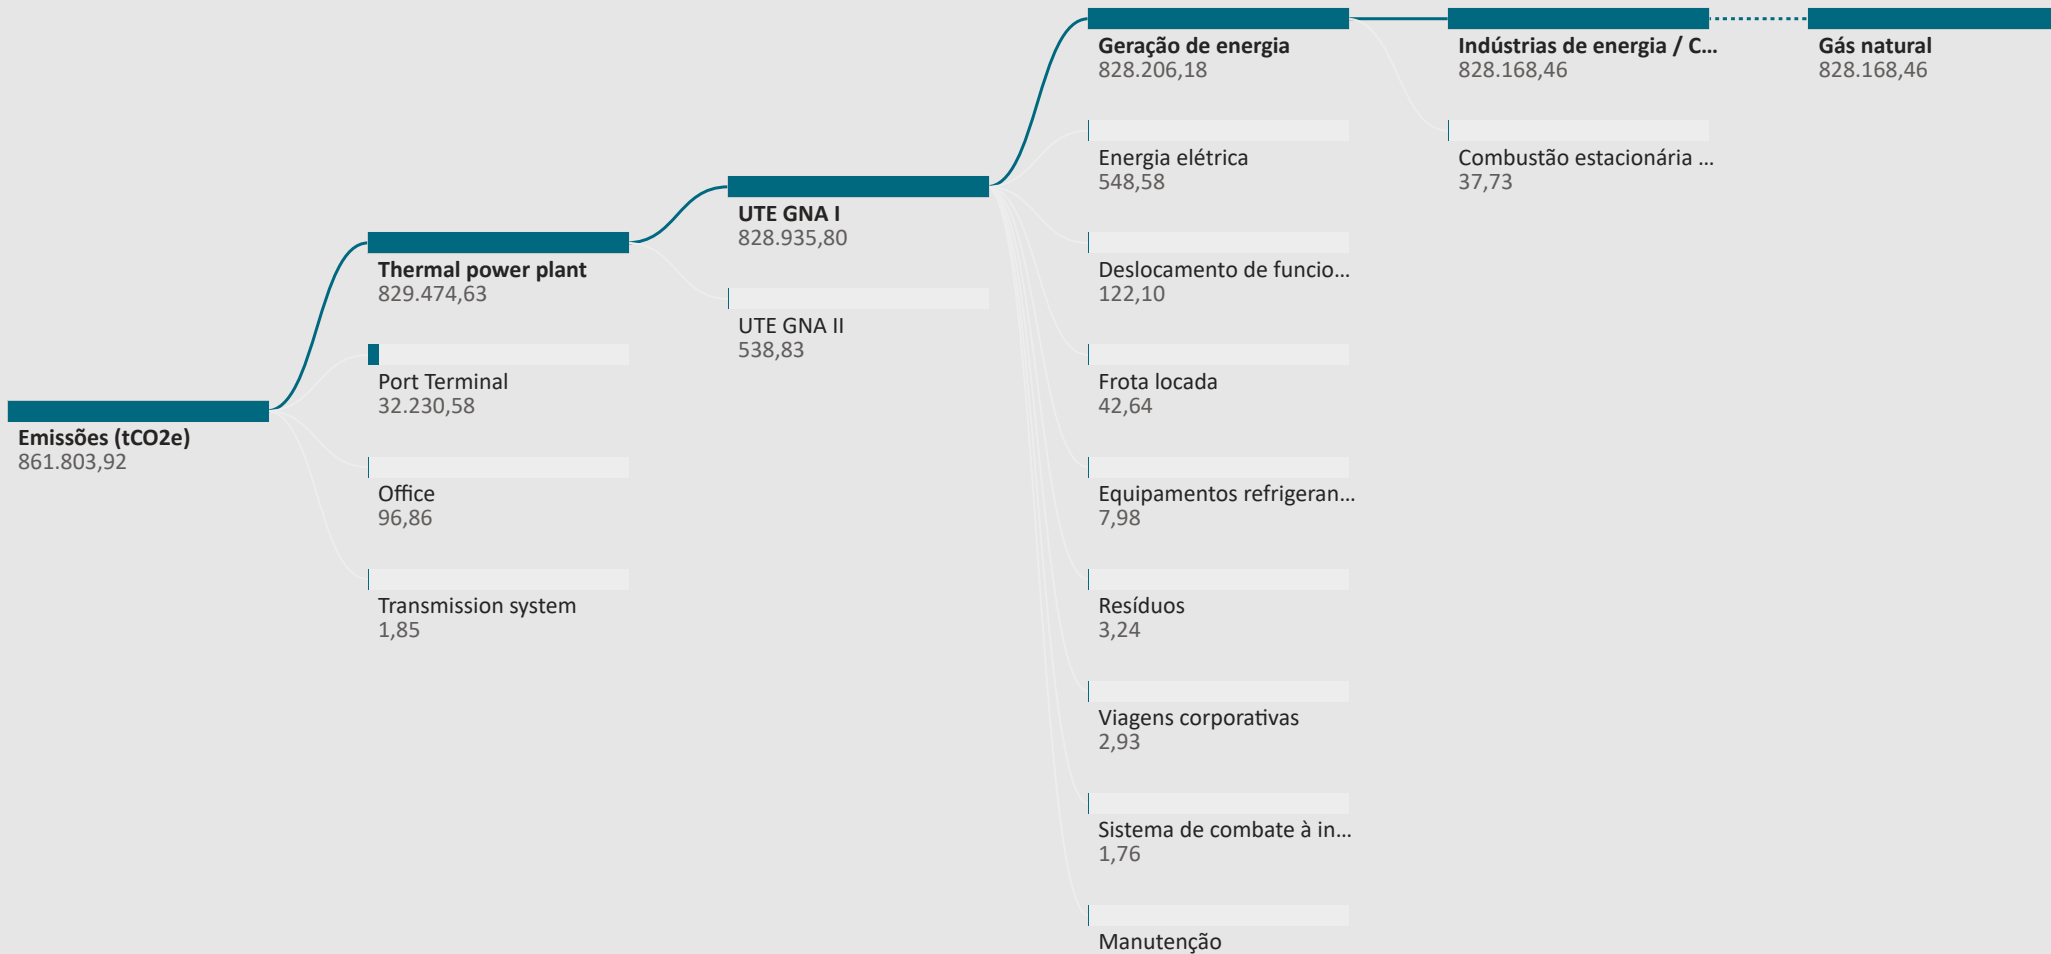 Emissões (tCO2e)
861.803,92
Thermal power plant
829.474,63
Port Terminal
32.230,58
Office
96,86
Transmission system
1,85
UTE GNA I
828.935,80
UTE GNA II
538,83
Geração de energia
828.206,18
Energia elétrica
548,58
Deslocamento de funcio...
122,10
Frota locada
42,64
Equipamentos refrigeran...
7,98
Resíduos
3,24
Viagens corporativas
2,93
Sistema de combate à in...
1,76
Manutenção
Indústrias de energia / C...
828.168,46
Combustão estacionária ...
37,73
Gás natural
828.168,46